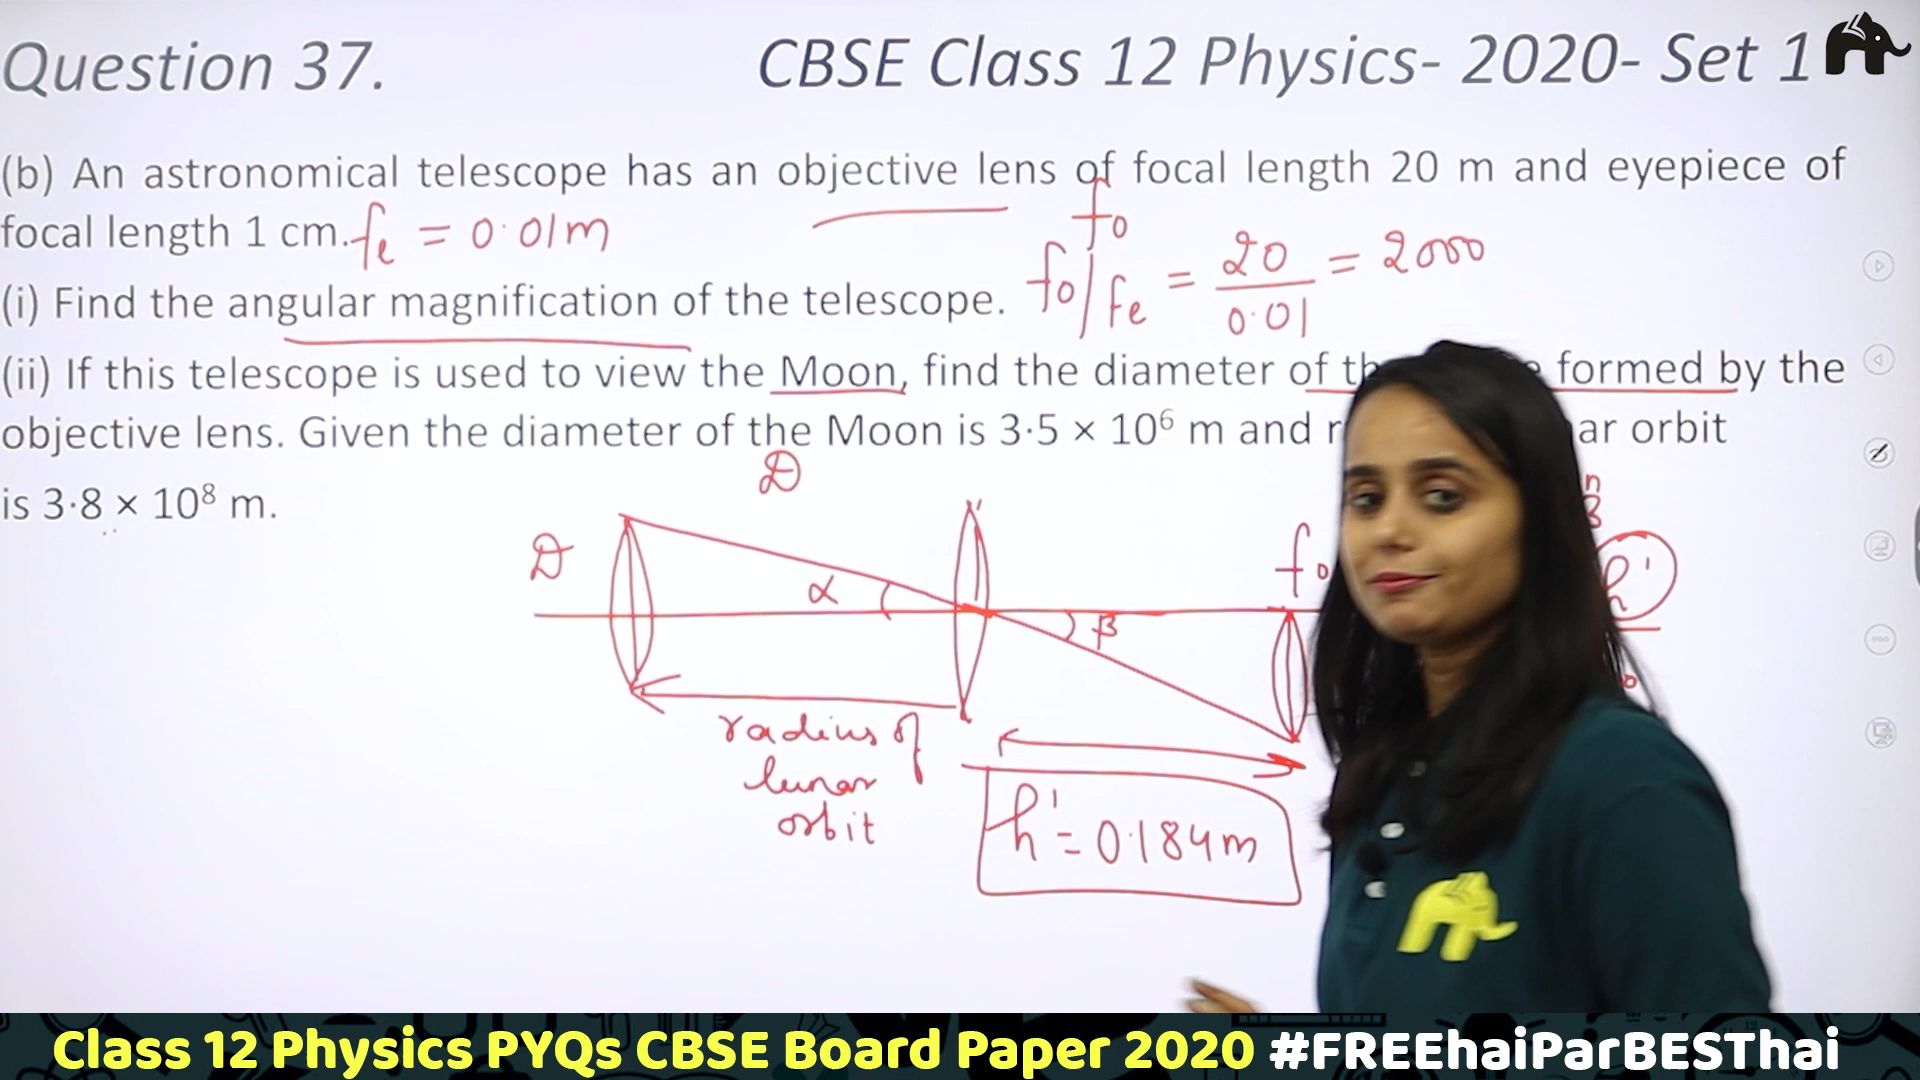 Question 37.
CBSE Class 12 Physics- 2020- Set 1
(b) An astronomical telescope has an objective lens of focal length 20 m and eyepiece of
fo
focal length 1 cm. fe = 0.01m
(i) Find the angular magnification of the telescope. fo/fe = 20/0.01 = 2000
(ii) If this telescope is used to view the Moon, find the diameter of formed by the
objective lens. Given the diameter of the Moon is 3·5 × 10⁶ m and ar orbit
D
is 3·8 × 10⁸ m.
D
α
β
fo
h'
radius of
lunar
orbit
h' = 0.184m
Class 12 Physics PYQs CBSE Board Paper 2020 #FREEhaiParBESThai